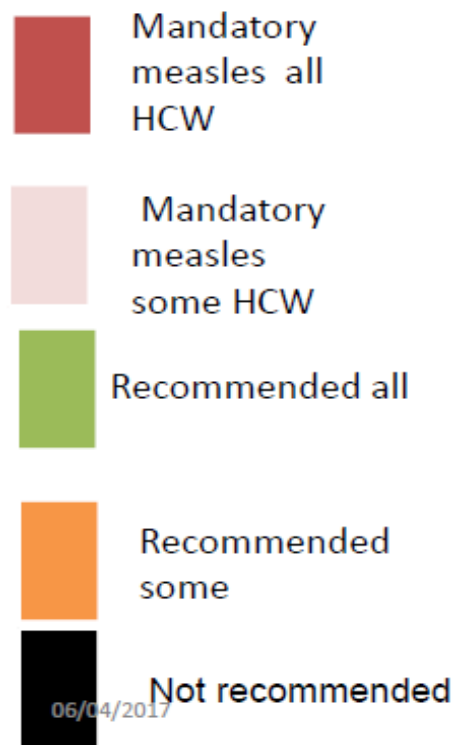 Mandatory
measles all
HCW
Mandatory
measles
some HCW
Recommended all
Recommended
some
Not recommended
06/04/2017